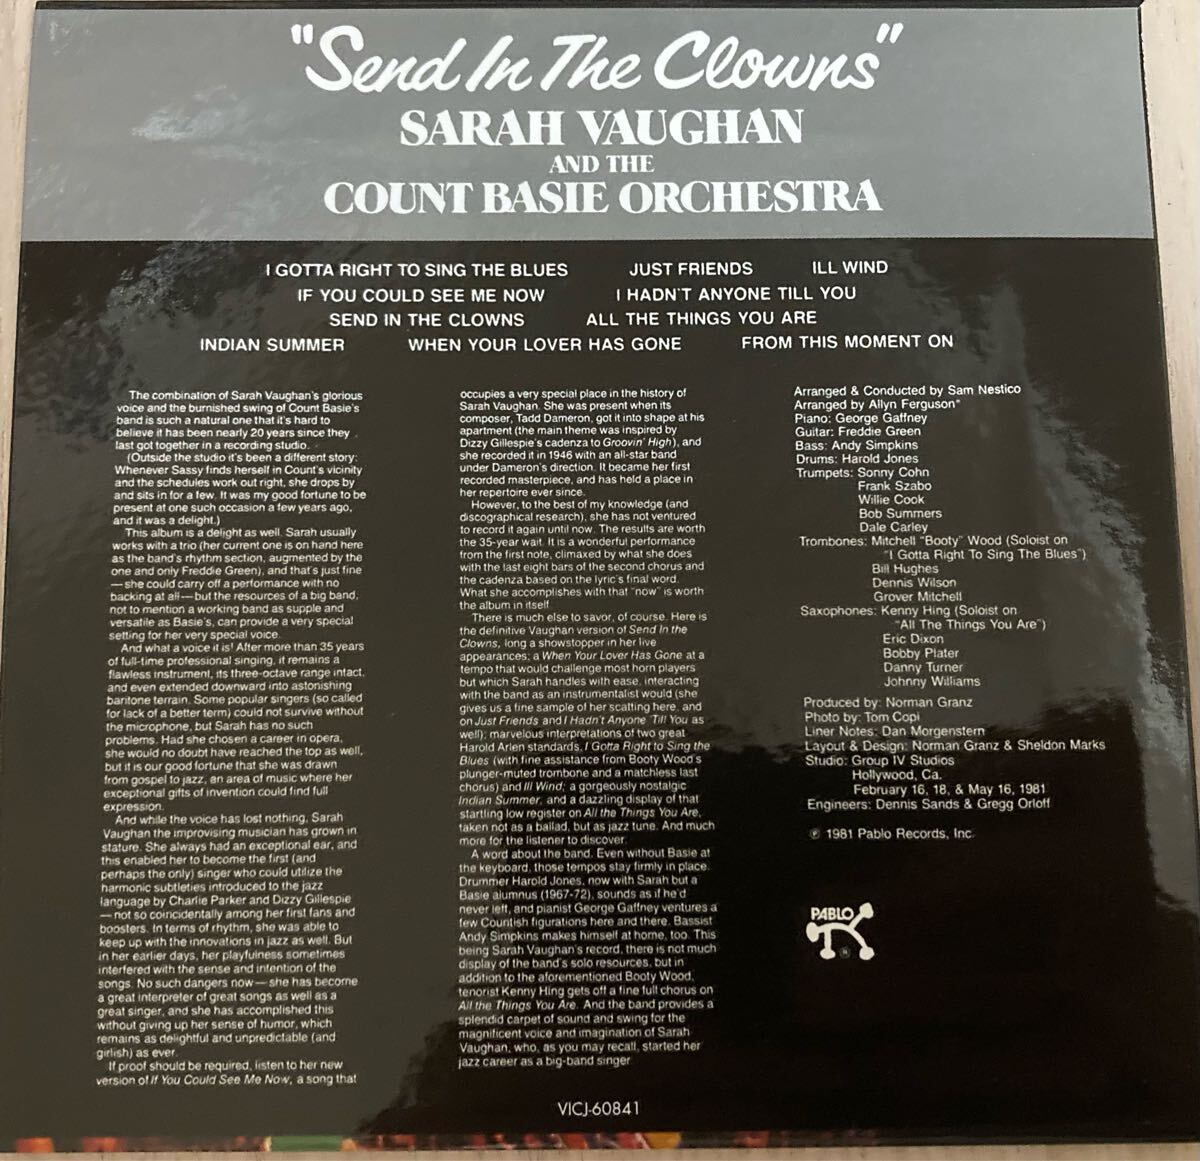 "Send In The Clowns"
SARAH VAUGHAN
AND THE
COUNT BASIE ORCHESTRA
I GOTTA RIGHT TO SING THE BLUES JUST FRIENDS ILL WIND
IF YOU COULD SEE ME NOW I HADN'T ANYONE TILL YOU
SEND IN THE CLOWNS ALL THE THINGS YOU ARE
INDIAN SUMMER WHEN YOUR LOVER HAS GONE FROM THIS MOMENT ON
The combination of Sarah Vaughan's glorious
voice and the burnished swing of Count Basie's
band is such a natural one that it's hard to
believe it has been nearly 20 years since they
last got together in a recording studio.
(Outside the studio it's been a different story:
Whenever Sassy finds herself in Count's vicinity
and the schedules work out right, she drops by
and sits in for a few. It was my good fortune to be
present at one such occasion a few years ago,
and it was a delight.)
This album is a delight as well. Sarah usually
works with a trio (her current one is on hand here
as the band's rhythm section, augmented by the
one and only Freddie Green), and that's just fine
—she could carry off a performance with no
backing at all—but the resources of a big band,
not to mention a working band as supple and
versatile as Basie's, can provide a very special
setting for her very special voice.
And what a voice it is! After more than 35 years
of full-time professional singing, it remains a
flawless instrument, its three-octave range intact,
and even extended downward into astonishing
baritone terrain. Some popular singers (so called
for lack of a better term) could not survive without
the microphone, but Sarah has no such
problems. Had she chosen a career in opera,
she would no doubt have reached the top as well,
but it is our good fortune that she was drawn
from gospel to jazz, an area of music where her
exceptional gifts of invention could find full
expression.
And while the voice has lost nothing, Sarah
Vaughan the improvising musician has grown in
stature. She always had an exceptional ear, and
this enabled her to become the first (and
perhaps the only) singer who could utilize the
harmonic subtleties introduced to the jazz
language by Charlie Parker and Dizzy Gillespie
—not so coincidentally among her first fans and
boosters. In terms of rhythm, she was able to
keep up with the innovations in jazz as well. But
in her earlier days, her playfulness sometimes
interfered with the sense and intention of the
songs. No such dangers now—she has become
a great interpreter of great songs as well as a
great singer, and she has accomplished this
without giving up her sense of humor, which
remains as delightful and unpredictable (and
girlish) as ever.
If proof should be required, listen to her new
version of If You Could See Me Now, a song that
occupies a very special place in the history of
Sarah Vaughan. She was present when its
composer, Tadd Dameron, got it into shape at his
apartment (the main theme was inspired by
Dizzy Gillespie's cadenza to Groovin' High), and
she recorded it in 1946 with an all-star band
under Dameron's direction. It became her first
recorded masterpiece, and has held a place in
her repertoire ever since.
However, to the best of my knowledge (and
discographical research), she has not ventured
to record it again until now. The results are worth
the 35-year wait. It is a wonderful performance
from the first note, climaxed by what she does
with the last eight bars of the second chorus and
the cadenza based on the lyric's final word.
What she accomplishes with that "now" is worth
the album in itself.
There is much else to savor, of course. Here is
the definitive Vaughan version of Send In the
Clowns, long a showstopper in her live
appearances; a When Your Lover Has Gone at a
tempo that would challenge most horn players
but which Sarah handles with ease, interacting
with the band as an instrumentalist would (she
gives us a fine sample of her scatting here, and
on Just Friends and I Hadn't Anyone Till You as
well); marvelous interpretations of two great
Harold Arlen standards, I Gotta Right to Sing the
Blues (with fine assistance from Booty Wood's
plunger-muted trombone and a matchless last
chorus) and Ill Wind; a gorgeously nostalgic
Indian Summer, and a dazzling display of that
startling low register on All the Things You Are,
taken not as a ballad, but as jazz tune. And much
more for the listener to discover.
A word about the band. Even without Basie at
the keyboard, those tempos stay firmly in place.
Drummer Harold Jones, now with Sarah but a
Basie alumnus (1967-72), sounds as if he'd
never left, and pianist George Gaffney ventures a
few Countish figurations here and there. Bassist
Andy Simpkins makes himself at home, too. This
being Sarah Vaughan's record, there is not much
display of the band's solo resources, but in
addition to the aforementioned Booty Wood,
tenorist Kenny Hing gets off a fine full chorus on
All the Things You Are. And the band provides a
splendid carpet of sound and swing for the
magnificent voice and imagination of Sarah
Vaughan, who, as you may recall, started her
jazz career as a big-band singer.
Arranged & Conducted by Sam Nestico
Arranged by Allyn Ferguson*
Piano: George Gaffney
Guitar: Freddie Green
Bass: Andy Simpkins
Drums: Harold Jones
Trumpets: Sonny Cohn
Frank Szabo
Willie Cook
Bob Summers
Dale Carley
Trombones: Mitchell "Booty" Wood (Soloist on
"I Gotta Right To Sing The Blues")
Bill Hughes
Dennis Wilson
Grover Mitchell
Saxophones: Kenny Hing (Soloist on
"All The Things You Are")
Eric Dixon
Bobby Plater
Danny Turner
Johnny Williams
Produced by: Norman Granz
Photo by: Tom Copi
Liner Notes: Dan Morgenstern
Layout & Design: Norman Granz & Sheldon Marks
Studio: Group IV Studios
Hollywood, Ca.
February 16, 18, & May 16, 1981
Engineers: Dennis Sands & Gregg Orloff
℗ 1981 Pablo Records, Inc.
PABLO
VICJ-60841